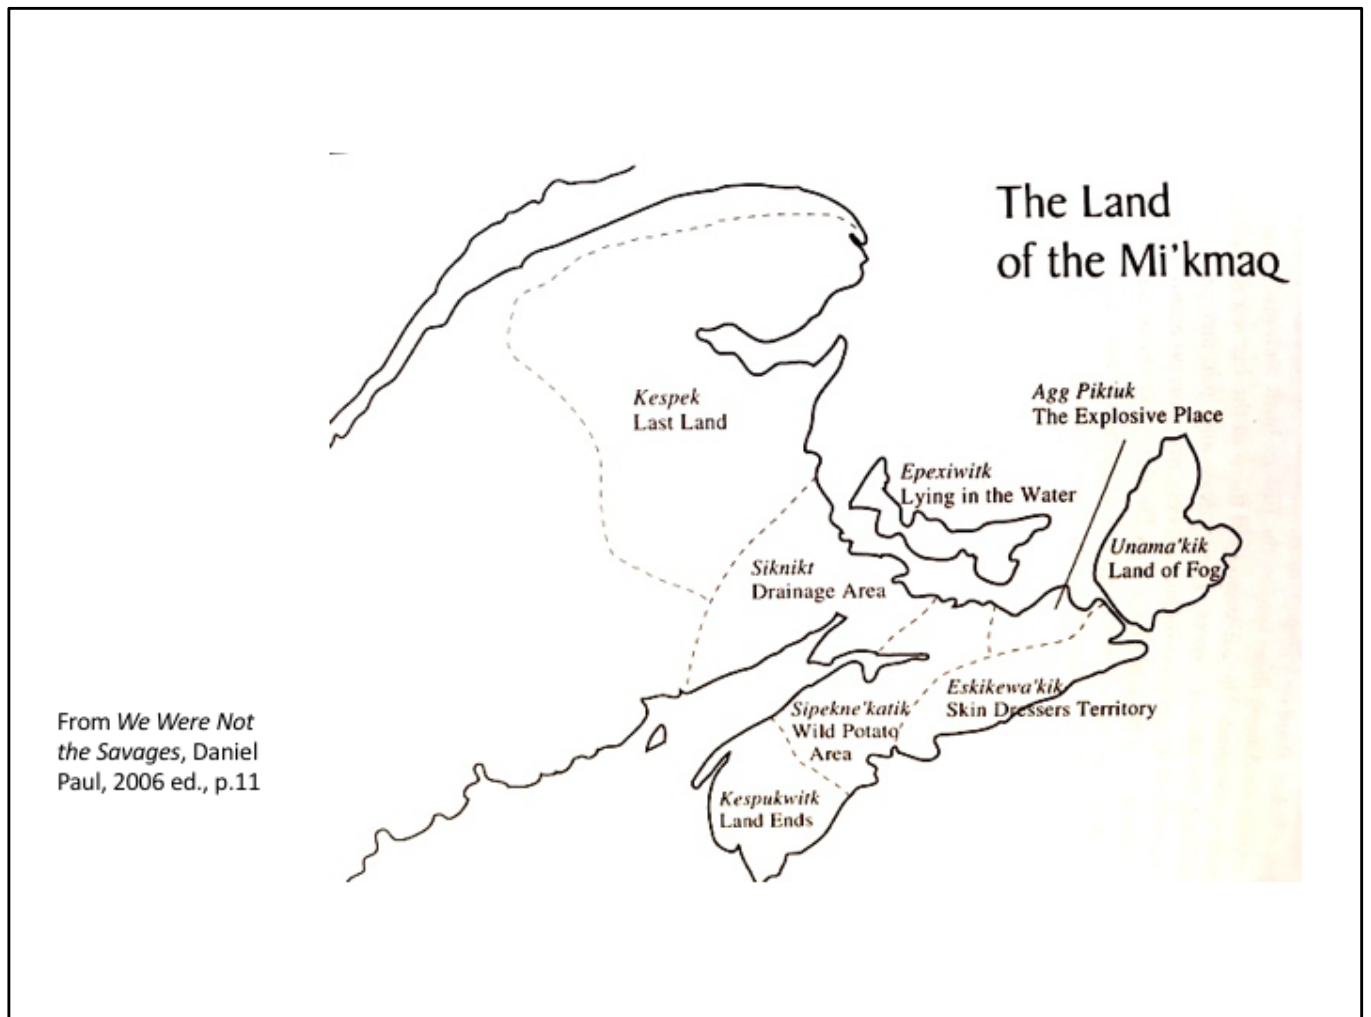 The Land
of the Mi'kmaq
Kespek
Last Land
Agg Piktuk
The Explosive Place
Epexiwitk
Lying in the Water
Unama'kik
Land of Fog
Siknikt
Drainage Area
Eskikewa'kik
Skin Dressers Territory
Sipekne'katik
Wild Potato
Area
Kespukwitk
Land Ends
From We Were Not
the Savages, Daniel
Paul, 2006 ed., p.11